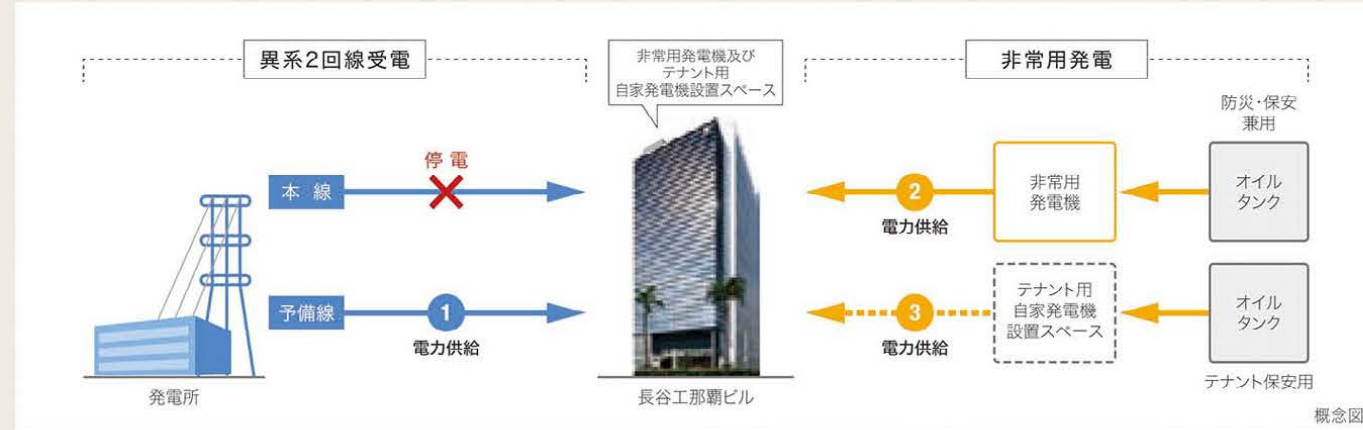 異系2回線受電
非常用発電機及び
テナント用
自家発電機設置スペース
非常用発電
防災・保安
兼用
停電
本線
2
電力供給
非常用
発電機
オイル
タンク
予備線
1
電力供給
3
電力供給
テナント用
自家発電機
設置スペース
オイル
タンク
発電所
長谷工那覇ビル
テナント保安用
概念図